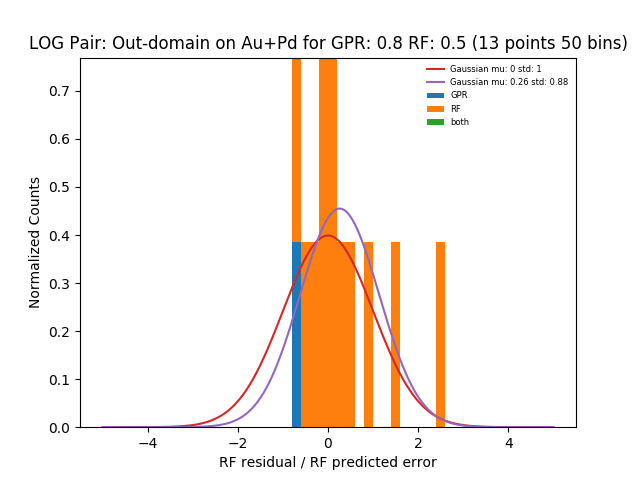 LOG Pair: Out-domain on Au+Pd for GPR: 0.8 RF: 0.5 (13 points 50 bins)
Gaussian mu: 0 std: 1
Gaussian mu: 0.26 std: 0.88
GPR
RF
both
Normalized Counts
0.7
0.6
0.5
0.4
0.3
0.2
0.1
0.0
−4
−2
0
2
4
RF residual / RF predicted error